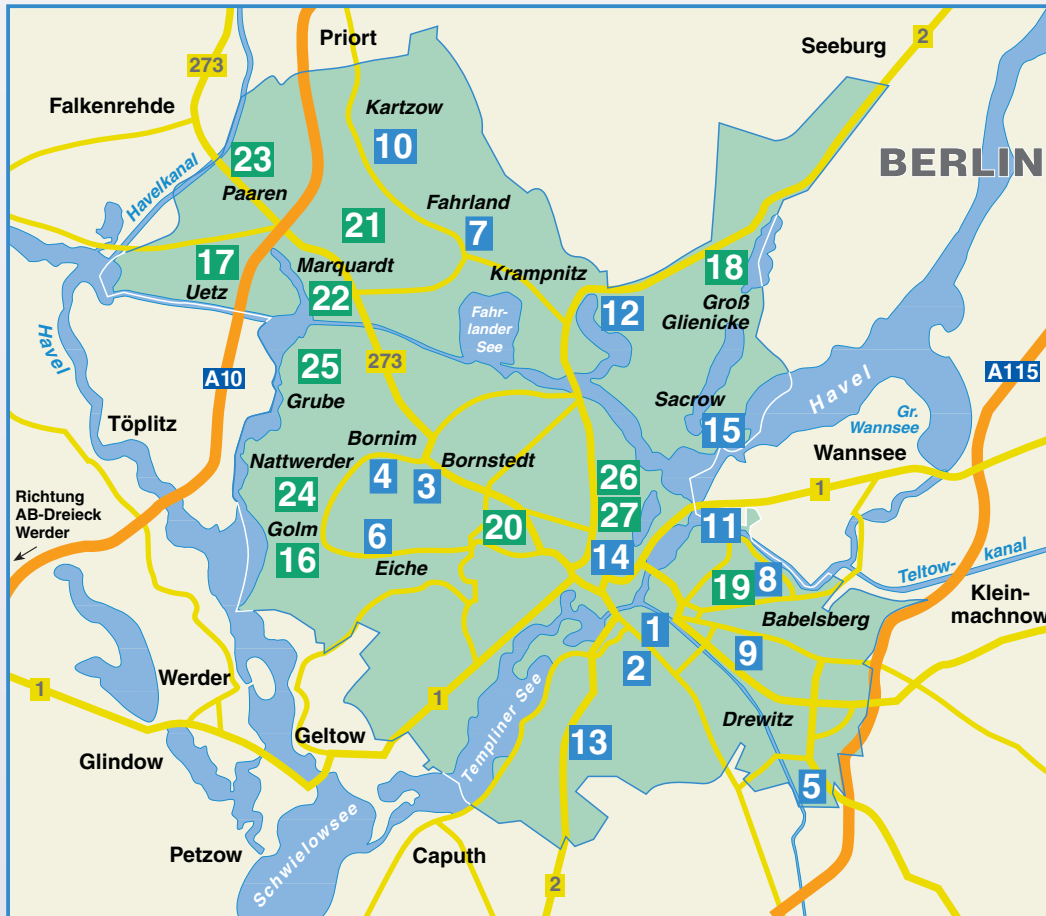 Priort
2
Seeburg
273
Falkenrehde
Kartzow
10
23
BERLIN
Havelkanal
Paaren
Fahrland
21
7
17
Marquardt
Krampnitz
18
Uetz
22
12
Groß
Glienicke
Fahr-
lander
See
Havel
25
273
A10
A115
Grube
Sacrow
Havel
Töplitz
15
Gr.
Wannsee
Bornim
Wannsee
Nattwerder
4
3
Bornstedt
26
1
24
Richtung
AB-Dreieck
Werder
27
Golm
6
20
11
16
14
Eiche
19
8
Teltow-
kanal
Klein-
machnow
Babelsberg
1
9
2
Werder
1
1
Drewitz
Geltow
Templiner See
13
Glindow
5
Petzow
Schwielowsee
Caputh
2